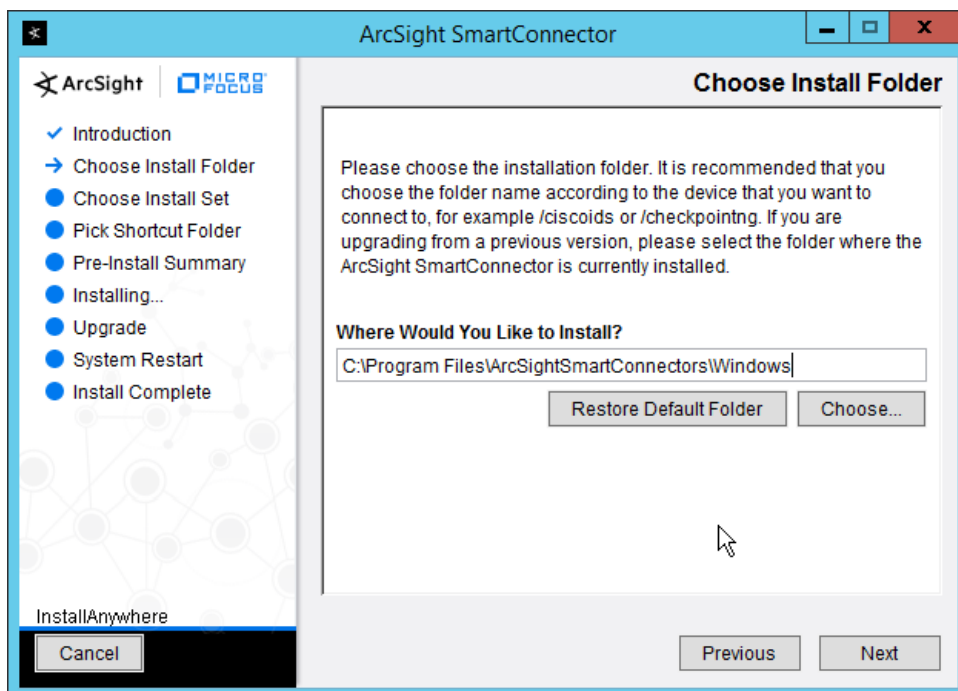 ArcSight SmartConnector
ArcSight
MICRO
FOCUS
Choose Install Folder
Introduction
Choose Install Folder
Choose Install Set
Pick Shortcut Folder
Pre-Install Summary
Installing...
Upgrade
System Restart
Install Complete
Please choose the installation folder. It is recommended that you
choose the folder name according to the device that you want to
connect to, for example /ciscoids or /checkpointng. If you are
upgrading from a previous version, please select the folder where the
ArcSight SmartConnector is currently installed.
Where Would You Like to Install?
C:\Program Files\ArcSightSmartConnectors\Windows
Restore Default Folder
Choose...
InstallAnywhere
Cancel
Previous
Next